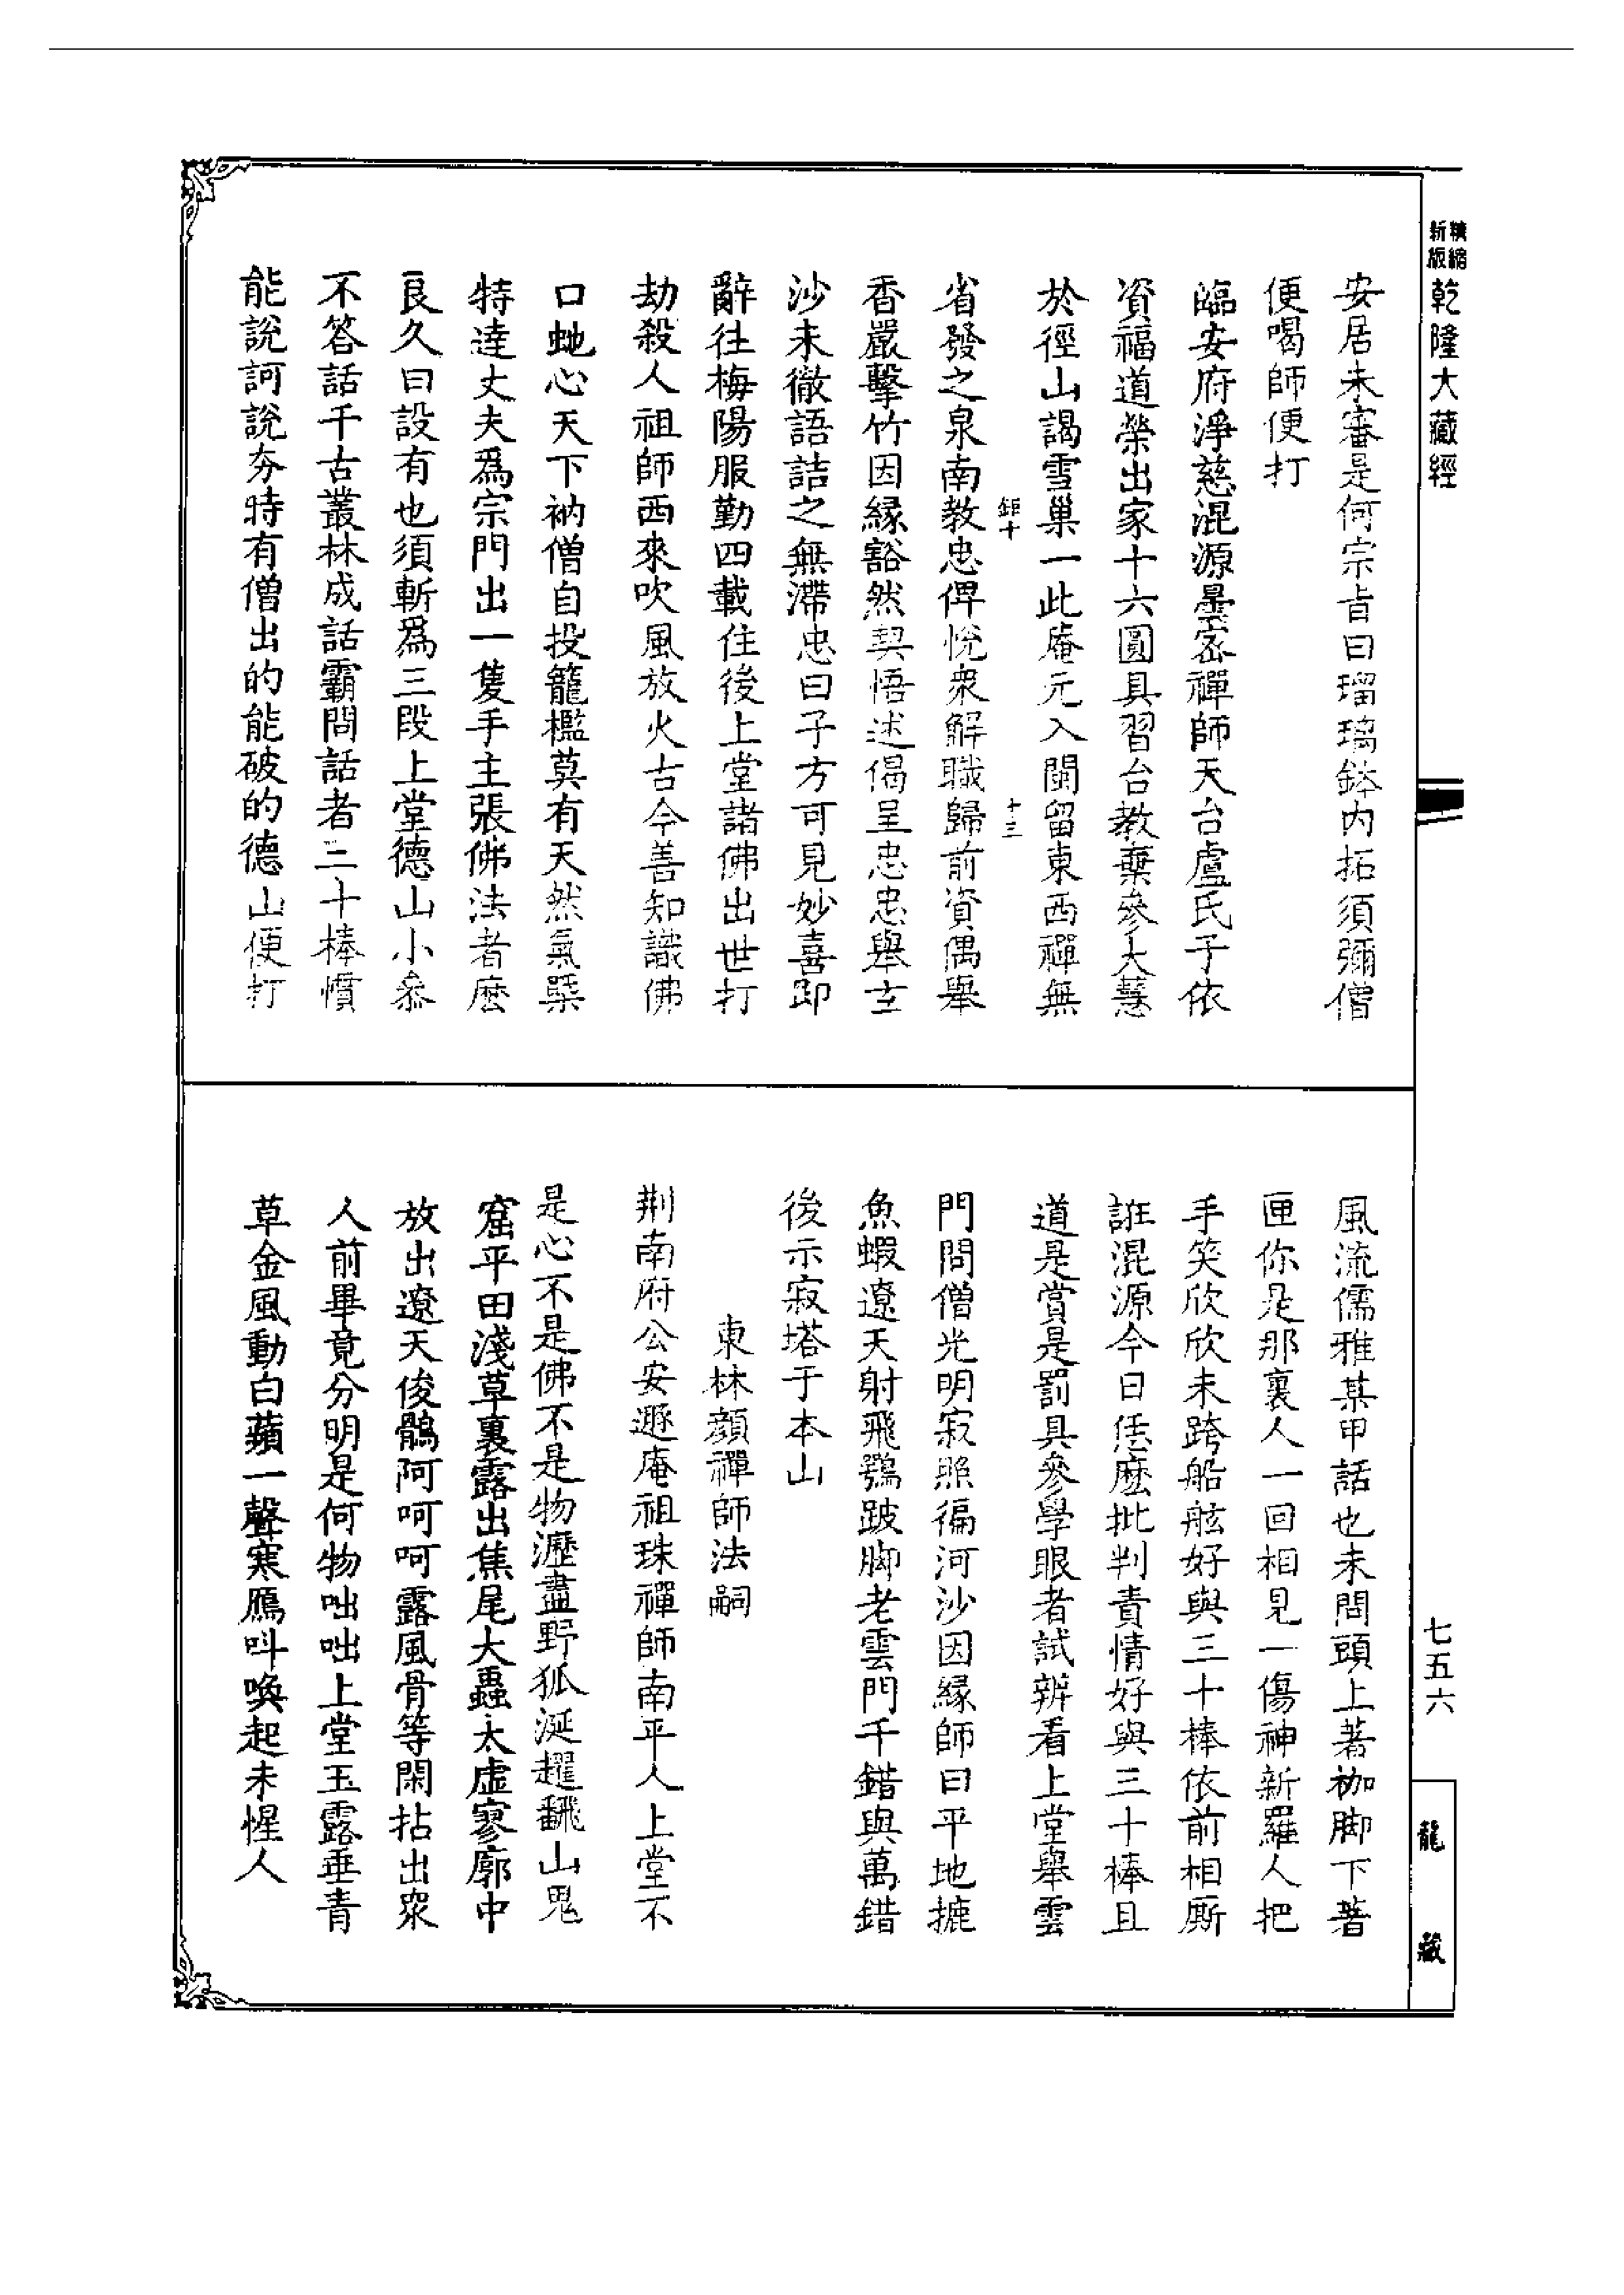 精縮新版乾隆大藏經
安居未審是何宗旨曰瑠璃鉢內拓須彌僧
便喝師便打
臨安府淨慈混源曇密禪師天台盧氏子依
資福道榮出家十六圓具習台教棄參大慧
於徑山謁雪巢一此庵元入閩留東西禪無
鉅十 十三
省發之泉南教忠俾悅衆解職歸前資偶舉
香嚴擊竹因緣豁然契悟述偈呈忠忠舉玄
沙未徹語詰之無滯忠曰子方可見妙喜即
辭往梅陽服勤四載住後上堂諸佛出世打
劫殺人祖師西來吹風放火古今善知識佛
口蛇心天下衲僧自投籠檻莫有天然氣槩
特達丈夫爲宗門出一隻手主張佛法者麽
良久曰設有也須斬爲三段上堂德山小參
不答話千古叢林成話霸問話者三十棒慣
能說訶說夯時有僧出的能破的德山便打
風流儒雅某甲話也未問頭上著枷脚下著
匣你是那裏人一回相見一傷神新羅人把
手笑欣欣未跨船舷好與三十棒依前相厮
誑混源今日恁麽批判責情好與三十棒且
道是賞是罰具參學眼者試辨看上堂舉雲
門問僧光明寂照徧河沙因緣師曰平地摝
魚蝦遼天射飛鶚跛脚老雲門千錯與萬錯
後示寂塔于本山
東林顔禪師法嗣
荆南府公安遯庵祖珠禪師南平人上堂不
是心不是佛不是物瀝盡野狐涎趯翻山鬼
窟平田淺草裏露出焦尾大蟲太虛寥廓中
放出遼天俊鶻阿呵呵露風骨等閑拈出衆
人前畢竟分明是何物咄咄上堂玉露垂青
草金風動白蘋一聲寒鴈呌喚起未惺人
七五六
龍藏